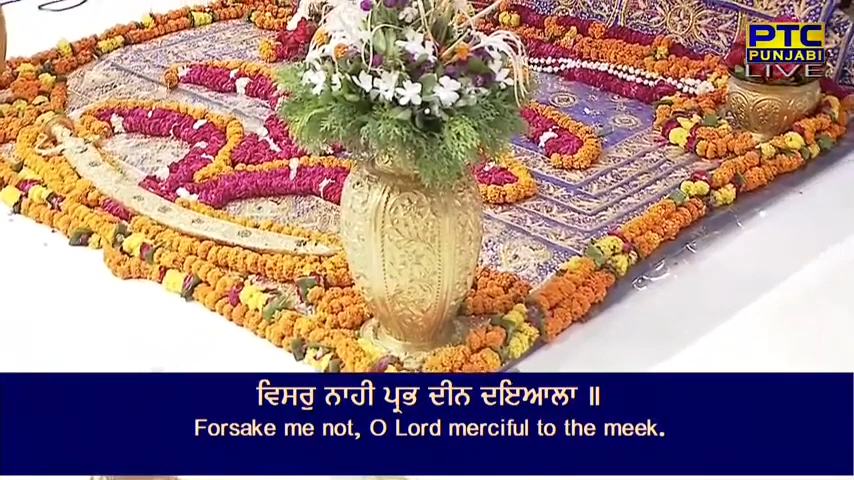 PTC
PUNJABI
LIVE
ਵਿਸਰੁ ਨਾਹੀ ਪ੍ਰਭ ਦੀਨ ਦਇਆਲਾ ॥
Forsake me not, O Lord merciful to the meek.